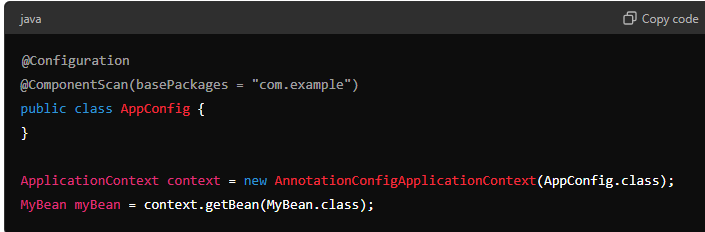 java
Copy code
@Configuration
@ComponentScan(basePackages = "com.example")
public class AppConfig {
}
ApplicationContext context = new AnnotationConfigApplicationContext(AppConfig.class);
MyBean myBean = context.getBean(MyBean.class);